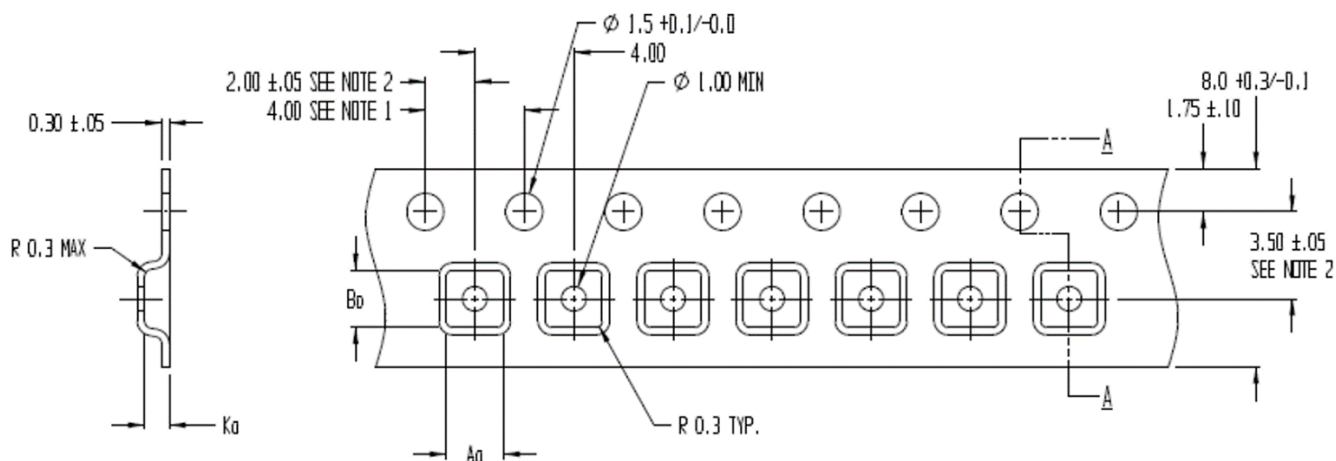 Ø 1.5 +0.1/-0.0
4.00
2.00 ±.05 SEE NOTE 2
Ø 1.00 MIN
8.0 +0.3/-0.1
4.00 SEE NOTE 1
1.75 ±.10
0.30 ±.05
A
R 0.3 MAX
3.50 ±.05
SEE NOTE 2
Bo
A
Ko
R 0.3 TYP.
Ao